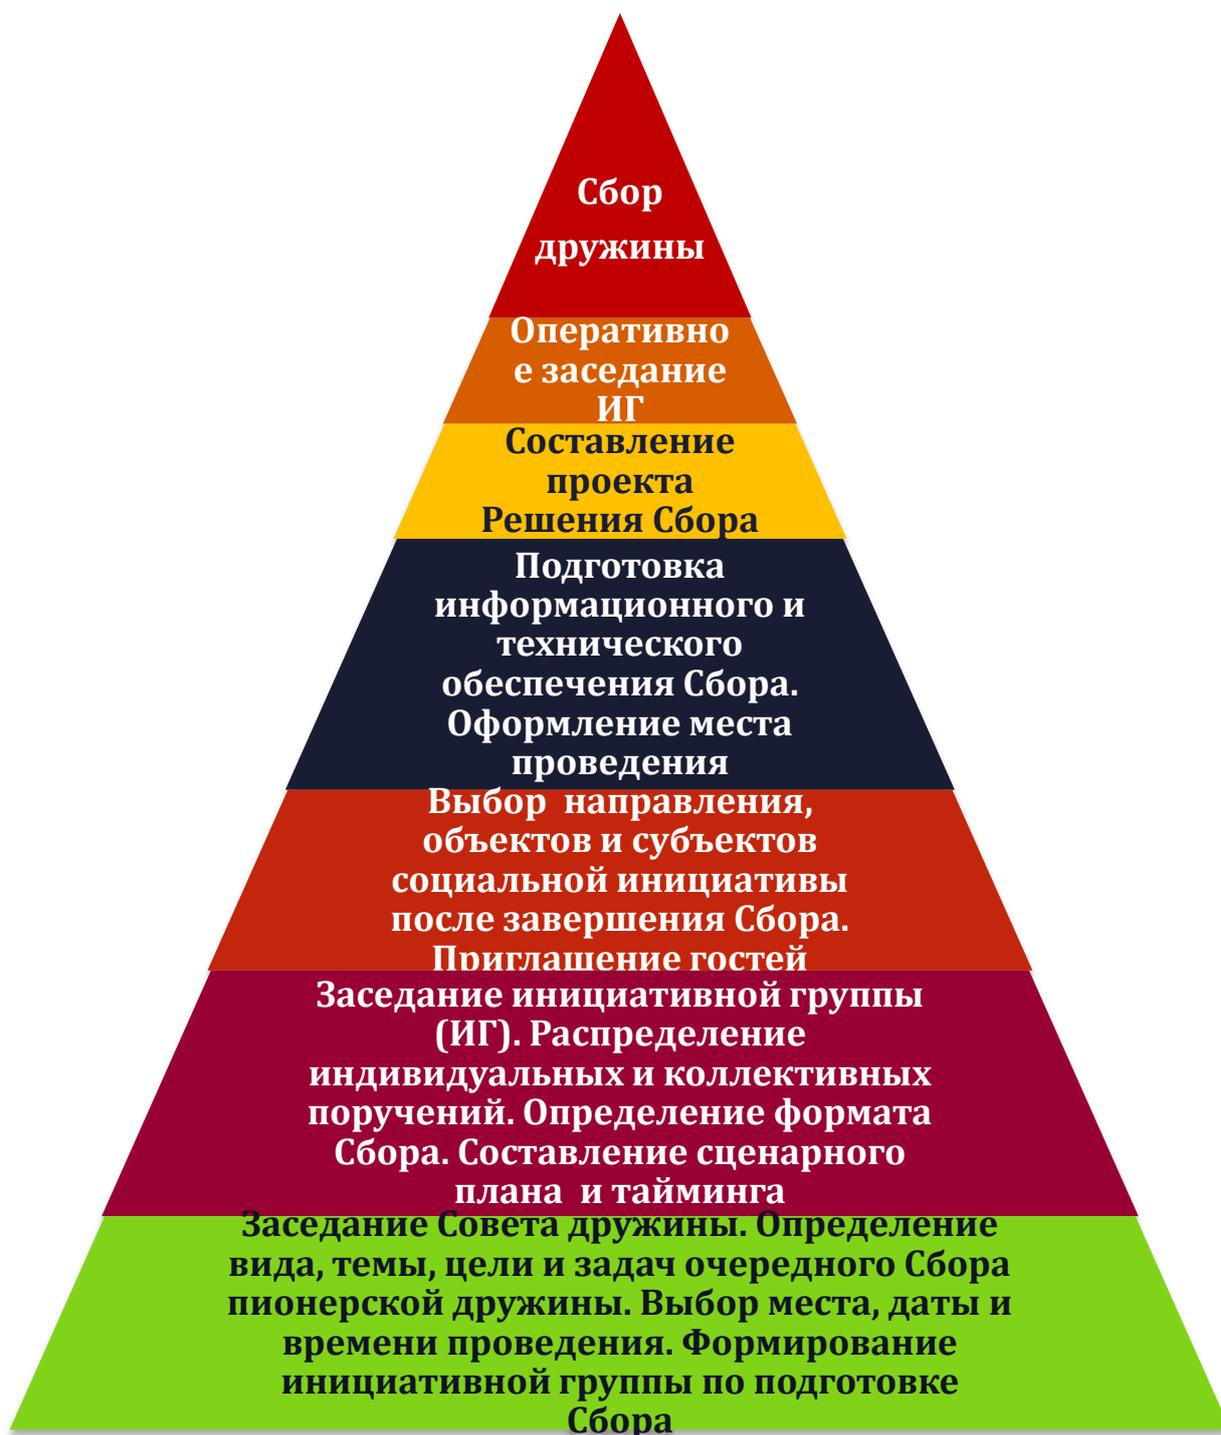 Сбор
дружины
Оперативно
е заседание
ИГ
Составление
проекта
Решения Сбора
Подготовка
информационного и
технического
обеспечения Сбора.
Оформление места
проведения
Выбор  направления,
объектов и субъектов
социальной инициативы
после завершения Сбора.
Приглашение гостей
Заседание инициативной группы
(ИГ). Распределение
индивидуальных и коллективных
поручений. Определение формата
Сбора. Составление сценарного
плана  и тайминга
Заседание Совета дружины. Определение
вида, темы, цели и задач очередного Сбора
пионерской дружины. Выбор места, даты и
времени проведения. Формирование
инициативной группы по подготовке
Сбора